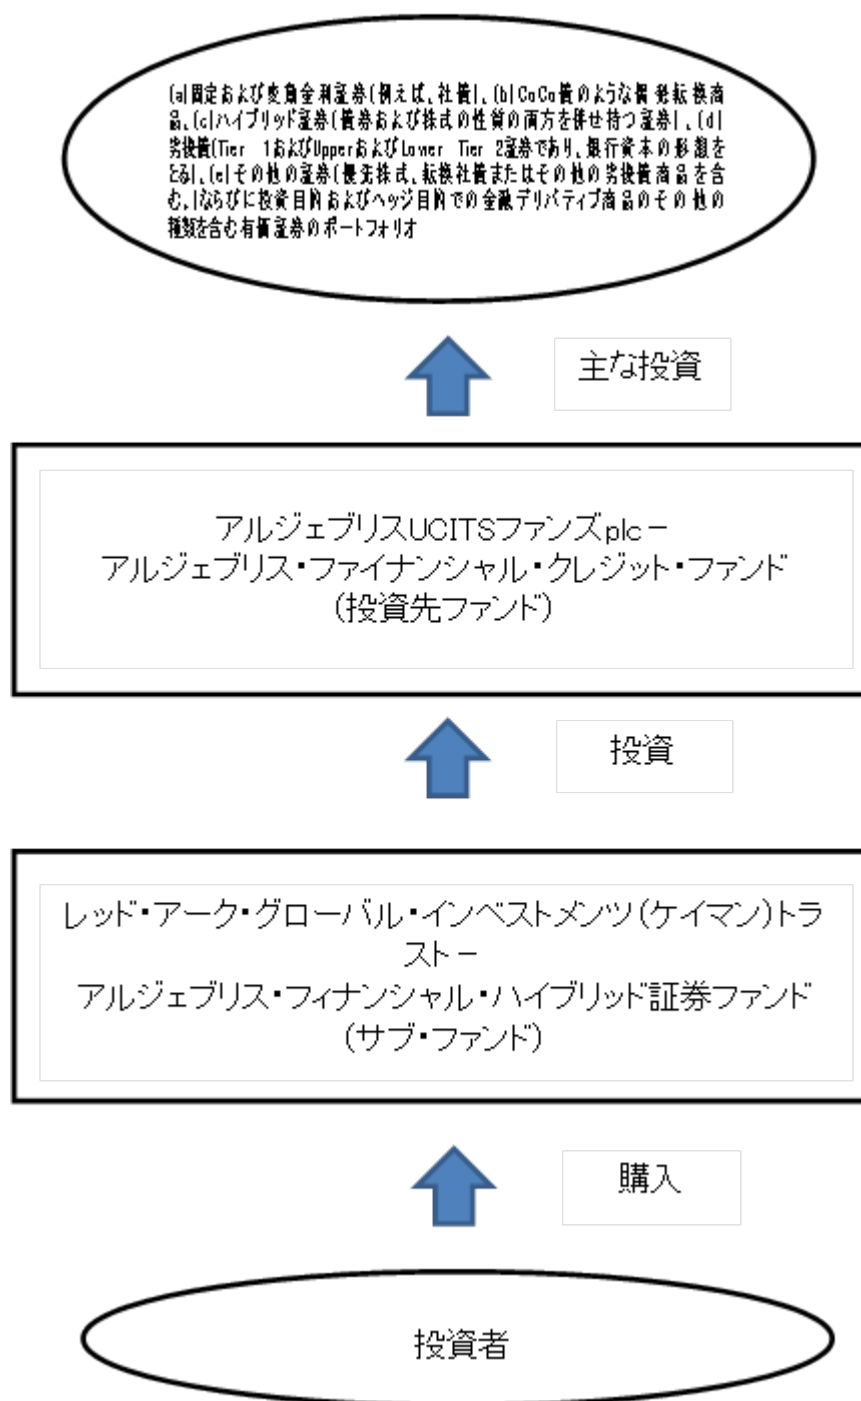 (a)固定および変動金利証券(例えば、社債)、(b)CoCo債のような偶発転換商
品、(c)ハイブリッド証券(債券および株式の性質の両方を併せ持つ証券)、(d)
劣後債(Tier 1およびUpperおよびLower Tier 2証券であり、銀行資本の形態を
とる)、(e)その他の証券(優先株式、転換社債またはその他の劣後債商品を含
む。)ならびに投資目的およびヘッジ目的での金融デリバティブ商品のその他の
種類を含む有価証券のポートフォリオ
主な投資
アルジェブリスUCITSファンズplc－
アルジェブリス・ファイナンシャル・クレジット・ファンド
(投資先ファンド)
投資
レッド・アーク・グローバル・インベストメンツ(ケイマン)トラ
スト－
アルジェブリス・フィナンシャル・ハイブリッド証券ファンド
(サブ・ファンド)
購入
投資者